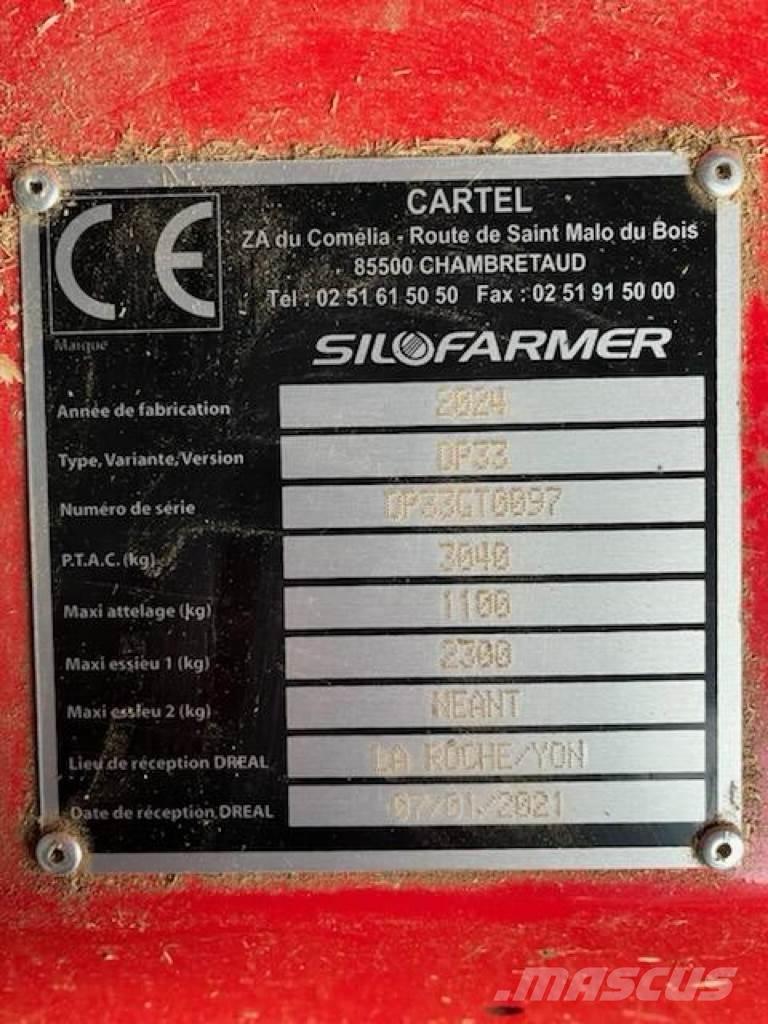 CE
CARTEL
ZA du Comélia - Route de Saint Malo du Bois
85500 CHAMBRETAUD
Tél : 02 51 61 50 50 Fax : 02 51 91 50 00
Marque SILOFARMER
Année de fabrication 2024
Type, Variante, Version DP33
Numéro de série DP33GT0097
P.T.A.C. (kg) 3040
Maxi attelage (kg) 1100
Maxi essieu 1 (kg) 2300
Maxi essieu 2 (kg) NEANT
Lieu de réception DREAL LA ROCHE/YON
Date de réception DREAL 07/01/2021
MASCUS